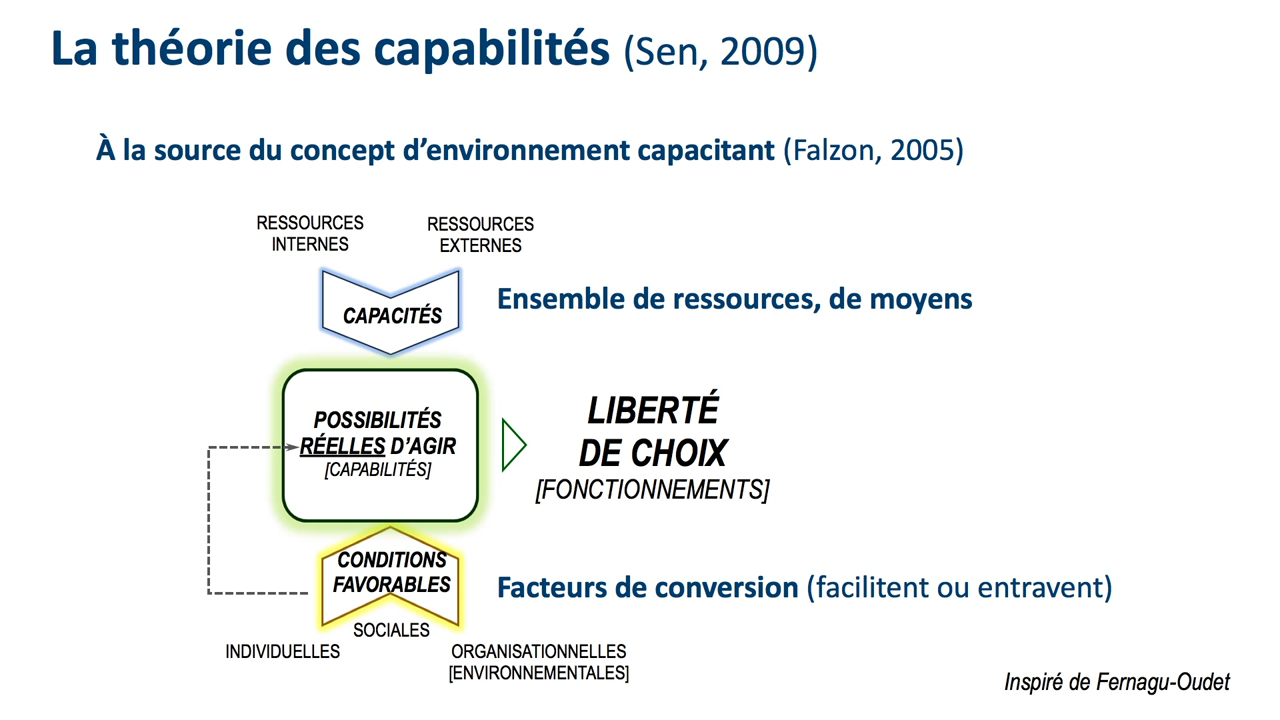 La théorie des capabilités (Sen, 2009)
À la source du concept d’environnement capacitant (Falzon, 2005)
RESSOURCES
INTERNES
RESSOURCES
EXTERNES
CAPACITÉS
Ensemble de ressources, de moyens
POSSIBILITÉS
RÉELLES D’AGIR
[CAPABILITÉS]
LIBERTÉ
DE CHOIX
[FONCTIONNEMENTS]
CONDITIONS
FAVORABLES
Facteurs de conversion (facilitent ou entravent)
SOCIALES
INDIVIDUELLES
ORGANISATIONNELLES
[ENVIRONNEMENTALES]
Inspiré de Fernagu-Oudet